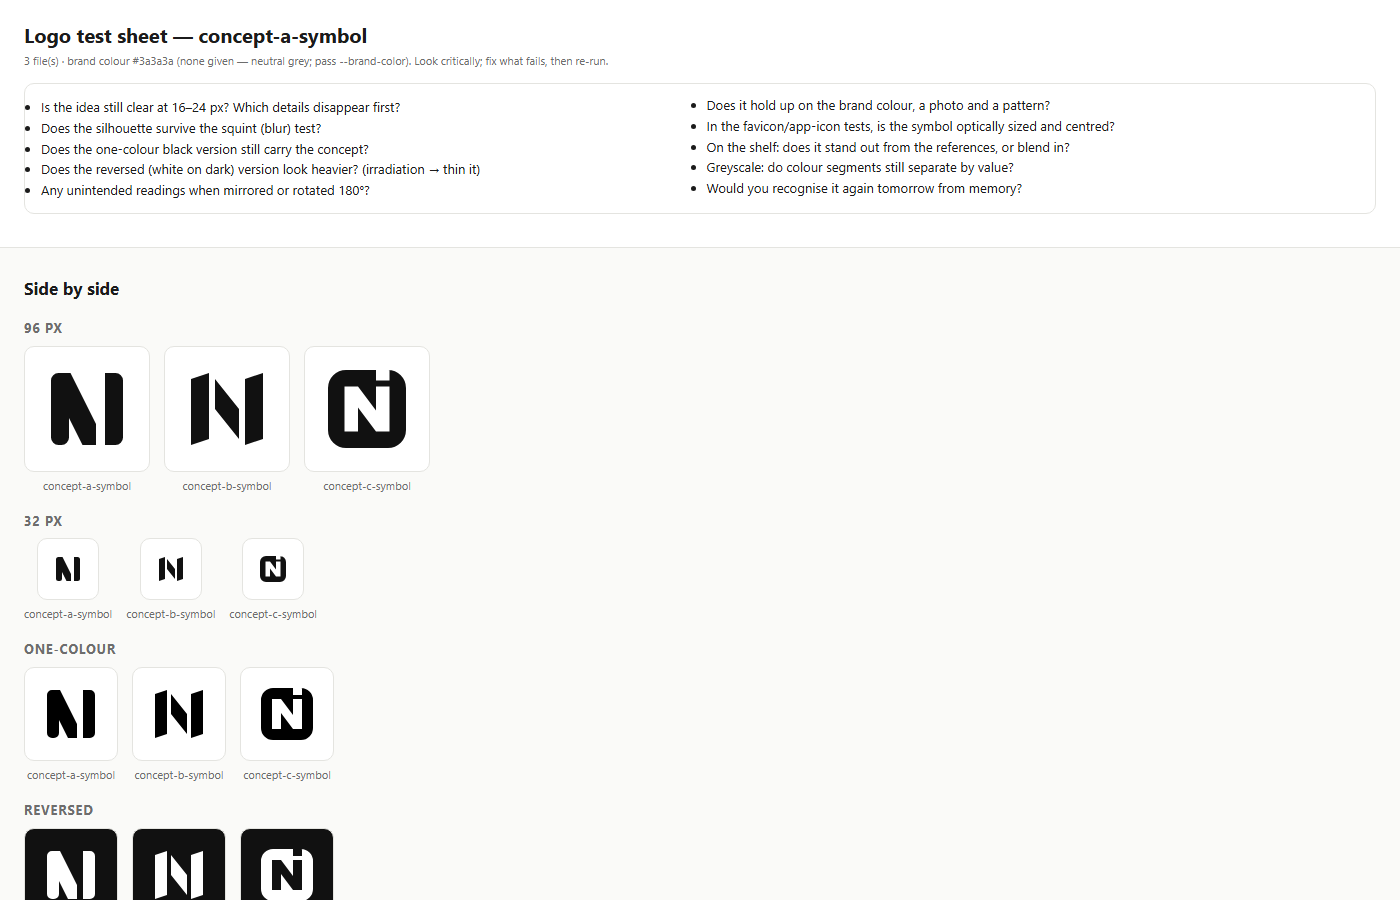 Logo test sheet — concept-a-symbol
3 file(s) · brand colour #3a3a3a (none given — neutral grey; pass --brand-color). Look critically; fix what fails, then re-run.
Is the idea still clear at 16–24 px? Which details disappear first?
Does the silhouette survive the squint (blur) test?
Does the one-colour black version still carry the concept?
Does the reversed (white on dark) version look heavier? (irradiation → thin it)
Any unintended readings when mirrored or rotated 180°?
Does it hold up on the brand colour, a photo and a pattern?
In the favicon/app-icon tests, is the symbol optically sized and centred?
On the shelf: does it stand out from the references, or blend in?
Greyscale: do colour segments still separate by value?
Would you recognise it again tomorrow from memory?
Side by side
96 PX
N N N
concept-a-symbol concept-b-symbol concept-c-symbol
32 PX
N N N
concept-a-symbol concept-b-symbol concept-c-symbol
ONE-COLOUR
N N N
concept-a-symbol concept-b-symbol concept-c-symbol
REVERSED
N N N